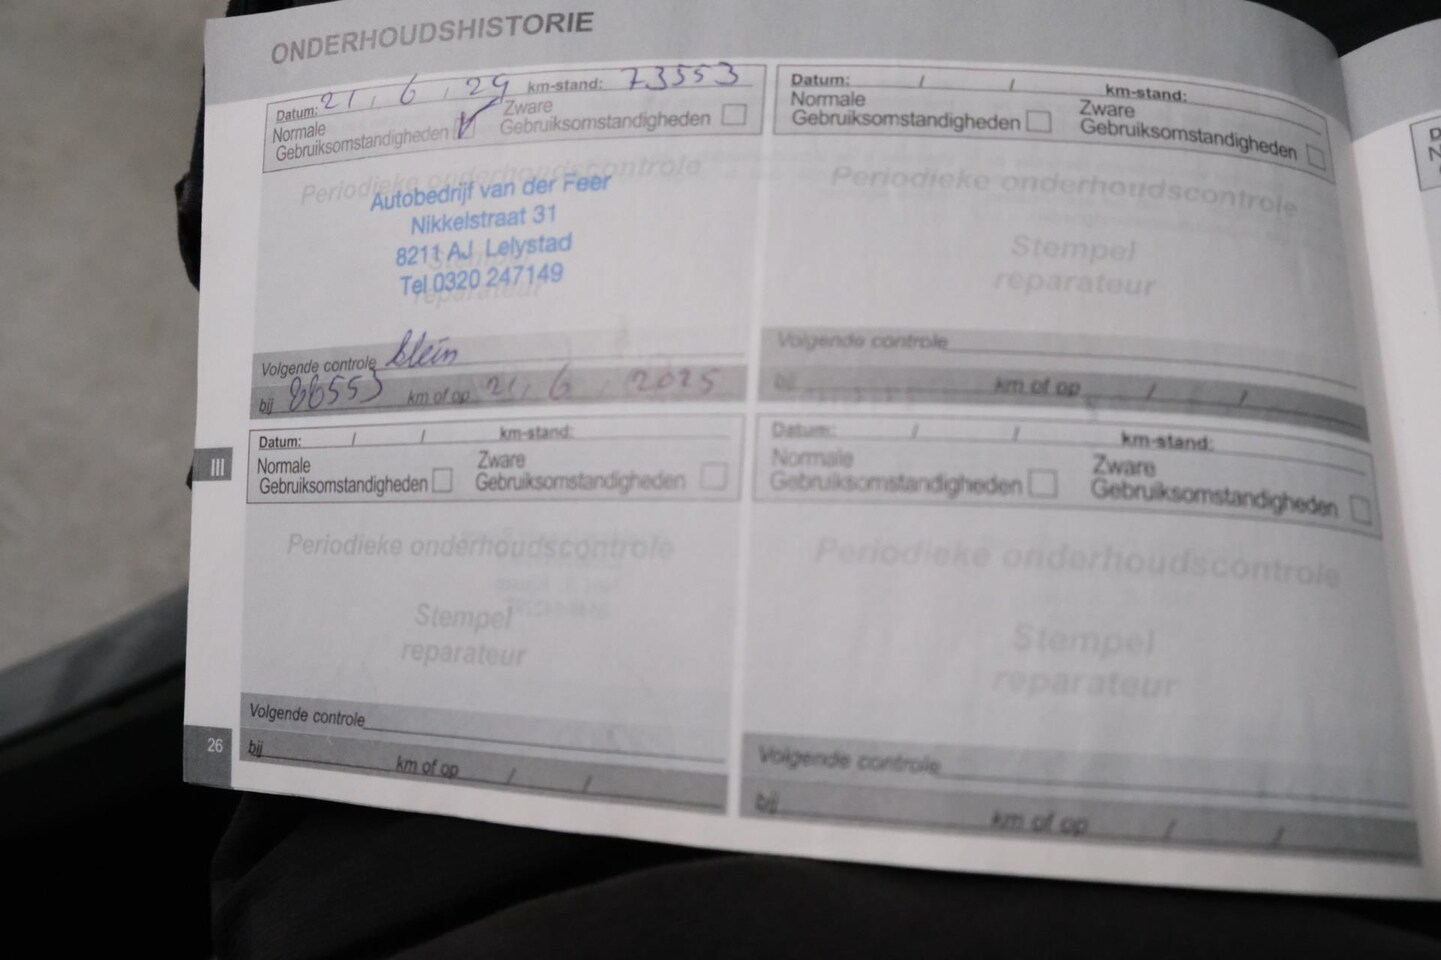 ONDERHOUDSHISTORIE
Datum: 21 / 6 / 29 km-stand: 73553
Normale Gebruiksomstandigheden Zware Gebruiksomstandigheden
Periodieke onderhoudscontrole
Stempel
reparateur
Autobedrijf van der Feer
Nikkelstraat 31
8211 AJ Lelystad
Tel 0320 247149
Volgende controle klein
bij 88553 km of op 21, 6, 2025
Datum: / / km-stand:
Normale Gebruiksomstandigheden Zware Gebruiksomstandigheden
Periodieke onderhoudscontrole
Stempel
reparateur
Volgende controle
bij km of op / /
Datum: / / km-stand:
Normale Gebruiksomstandigheden Zware Gebruiksomstandigheden
Periodieke onderhoudscontrole
Stempel
reparateur
Volgende controle
bij km of op / /
Datum: / / km-stand:
Normale Gebruiksomstandigheden Zware Gebruiksomstandigheden
Periodieke onderhoudscontrole
Stempel
reparateur
Volgende controle
bij km of op / /
III
26